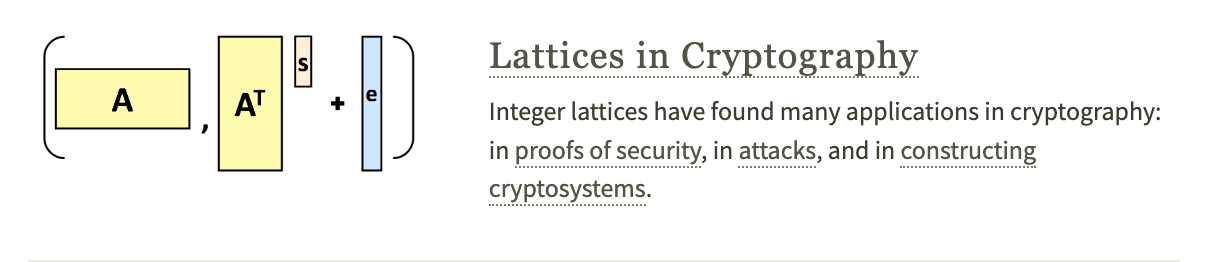 ( A , Aᵀ s + e )
Lattices in Cryptography
Integer lattices have found many applications in cryptography:
in proofs of security, in attacks, and in constructing
cryptosystems.